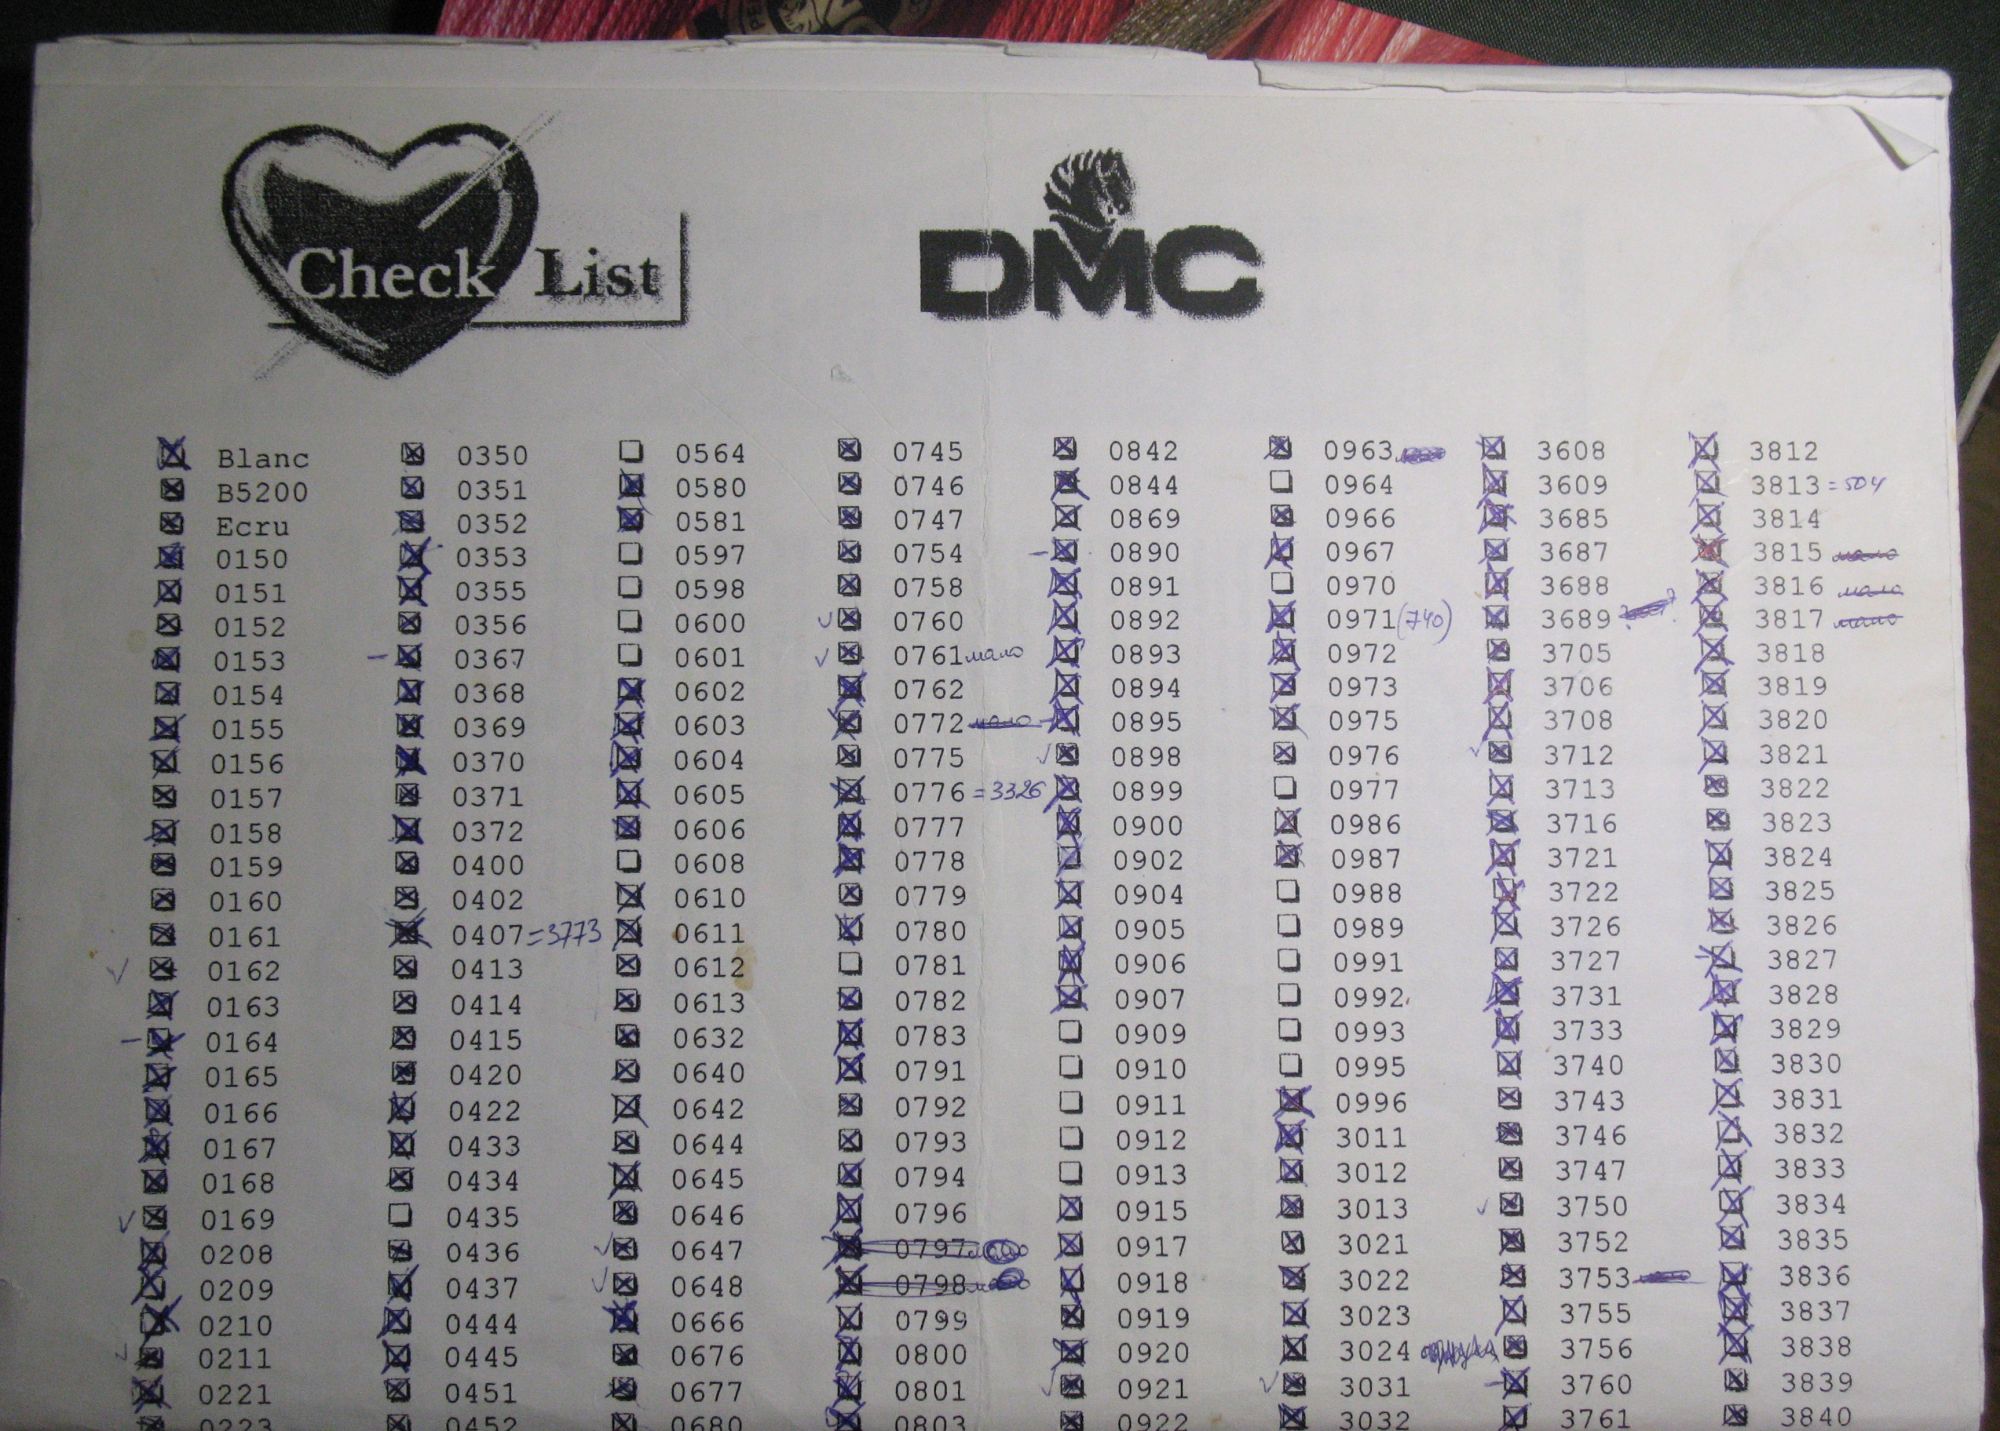 Check List
DMC
Blanc 0350 0564 0745 0842 0963 3608 3812
B5200 0351 0580 0746 0844 0964 3609 3813 = 504
Ecru 0352 0581 0747 0869 0966 3685 3814
0150 0353 0597 0754 0890 0967 3687 3815 мало
0151 0355 0598 0758 0891 0970 3688 3816 мало
0152 0356 0600 0760 0892 0971 (740) 3689 3817 мало
0153 0367 0601 0761 мало 0893 0972 3705 3818
0154 0368 0602 0762 0894 0973 3706 3819
0155 0369 0603 0772 мало 0895 0975 3708 3820
0156 0370 0604 0775 0898 0976 3712 3821
0157 0371 0605 0776 = 3326 0899 0977 3713 3822
0158 0372 0606 0777 0900 0986 3716 3823
0159 0400 0608 0778 0902 0987 3721 3824
0160 0402 0610 0779 0904 0988 3722 3825
0161 0407 = 3773 0611 0780 0905 0989 3726 3826
0162 0413 0612 0781 0906 0991 3727 3827
0163 0414 0613 0782 0907 0992 3731 3828
0164 0415 0632 0783 0909 0993 3733 3829
0165 0420 0640 0791 0910 0995 3740 3830
0166 0422 0642 0792 0911 0996 3743 3831
0167 0433 0644 0793 0912 3011 3746 3832
0168 0434 0645 0794 0913 3012 3747 3833
0169 0435 0646 0796 0915 3013 3750 3834
0208 0436 0647 0797 0917 3021 3752 3835
0209 0437 0648 0798 0918 3022 3753 3836
0210 0444 0666 0799 0919 3023 3755 3837
0211 0445 0676 0800 0920 3024 3756 3838
0221 0451 0677 0801 0921 3031 3760 3839
0223 0452 0680 0803 0922 3032 3761 3840